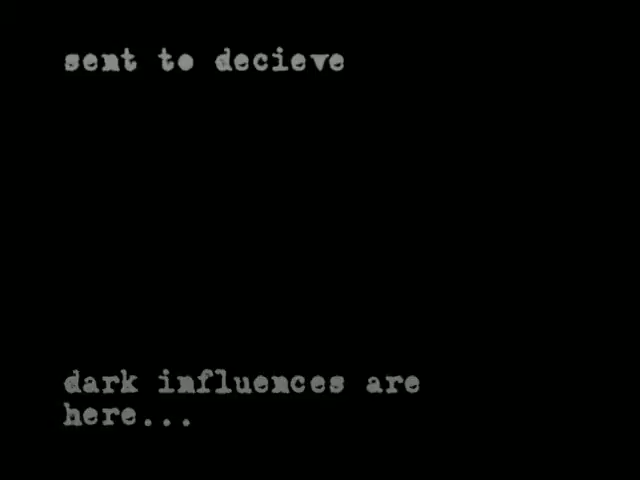 sent to decieve
dark influences are
here...